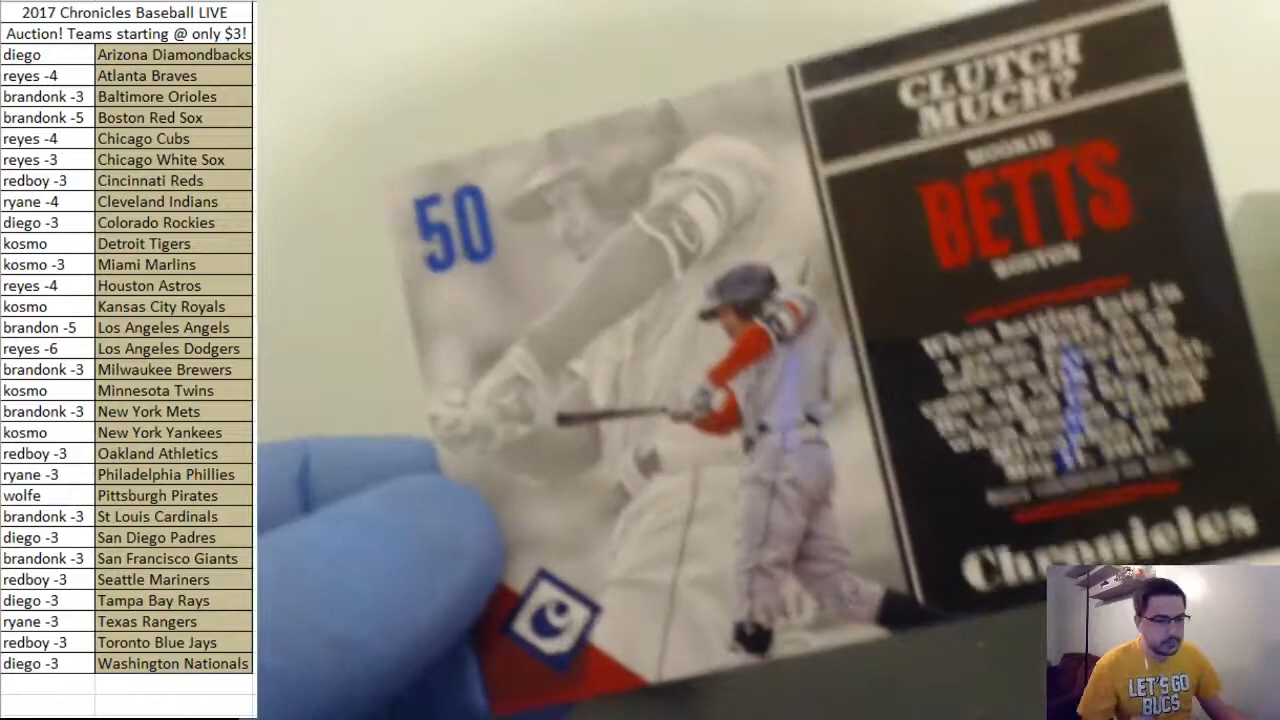 2017 Chronicles Baseball LIVE
Auction! Teams starting @ only $3!
diego Arizona Diamondbacks
reyes -4 Atlanta Braves
brandonk -3 Baltimore Orioles
brandonk -5 Boston Red Sox
reyes -4 Chicago Cubs
reyes -3 Chicago White Sox
redboy -3 Cincinnati Reds
ryane -4 Cleveland Indians
diego -3 Colorado Rockies
kosmo Detroit Tigers
kosmo -3 Miami Marlins
reyes -4 Houston Astros
kosmo Kansas City Royals
brandon -5 Los Angeles Angels
reyes -6 Los Angeles Dodgers
brandonk -3 Milwaukee Brewers
kosmo Minnesota Twins
brandonk -3 New York Mets
kosmo New York Yankees
redboy -3 Oakland Athletics
ryane -3 Philadelphia Phillies
wolfe Pittsburgh Pirates
brandonk -3 St Louis Cardinals
diego -3 San Diego Padres
brandonk -3 San Francisco Giants
redboy -3 Seattle Mariners
diego -3 Tampa Bay Rays
ryane -3 Texas Rangers
redboy -3 Toronto Blue Jays
diego -3 Washington Nationals
50
CLUTCH
MUCH?
MOOKIE
BETTS
BOSTON
When batting late in
Chronicles
C
LET'S GO
BUCS